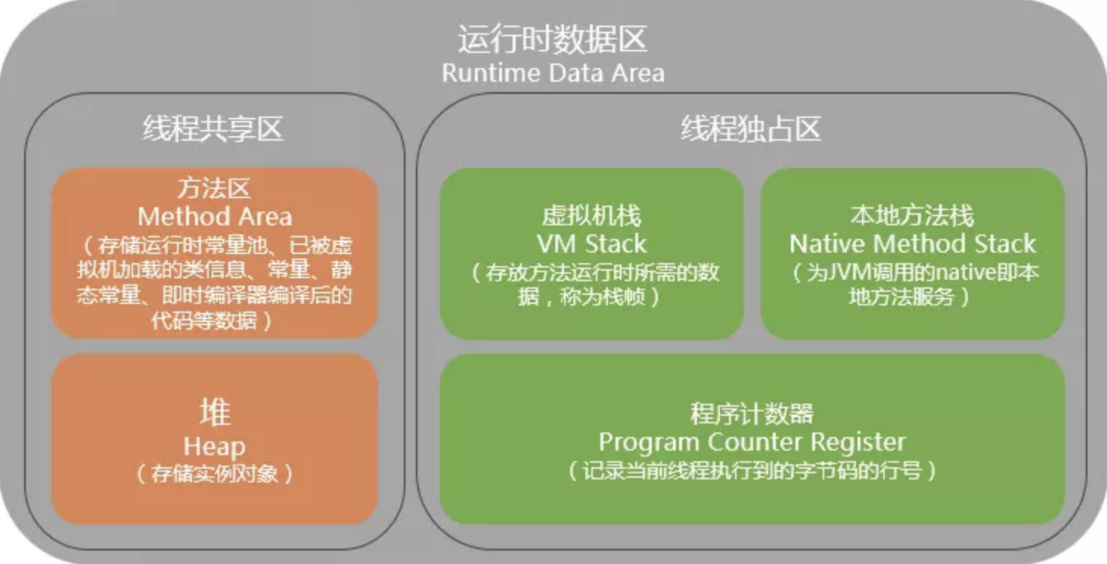 运行时数据区
Runtime Data Area
线程共享区
方法区
Method Area
（存储运行时常量池、已被虚
拟机加载的类信息、常量、静
态常量、即时编译器编译后的
代码等数据）
堆
Heap
（存储实例对象）
线程独占区
虚拟机栈
VM Stack
（存放方法运行时所需的数
据，称为栈帧）
本地方法栈
Native Method Stack
（为JVM调用的native即本
地方法服务）
程序计数器
Program Counter Register
（记录当前线程执行到的字节码的行号）